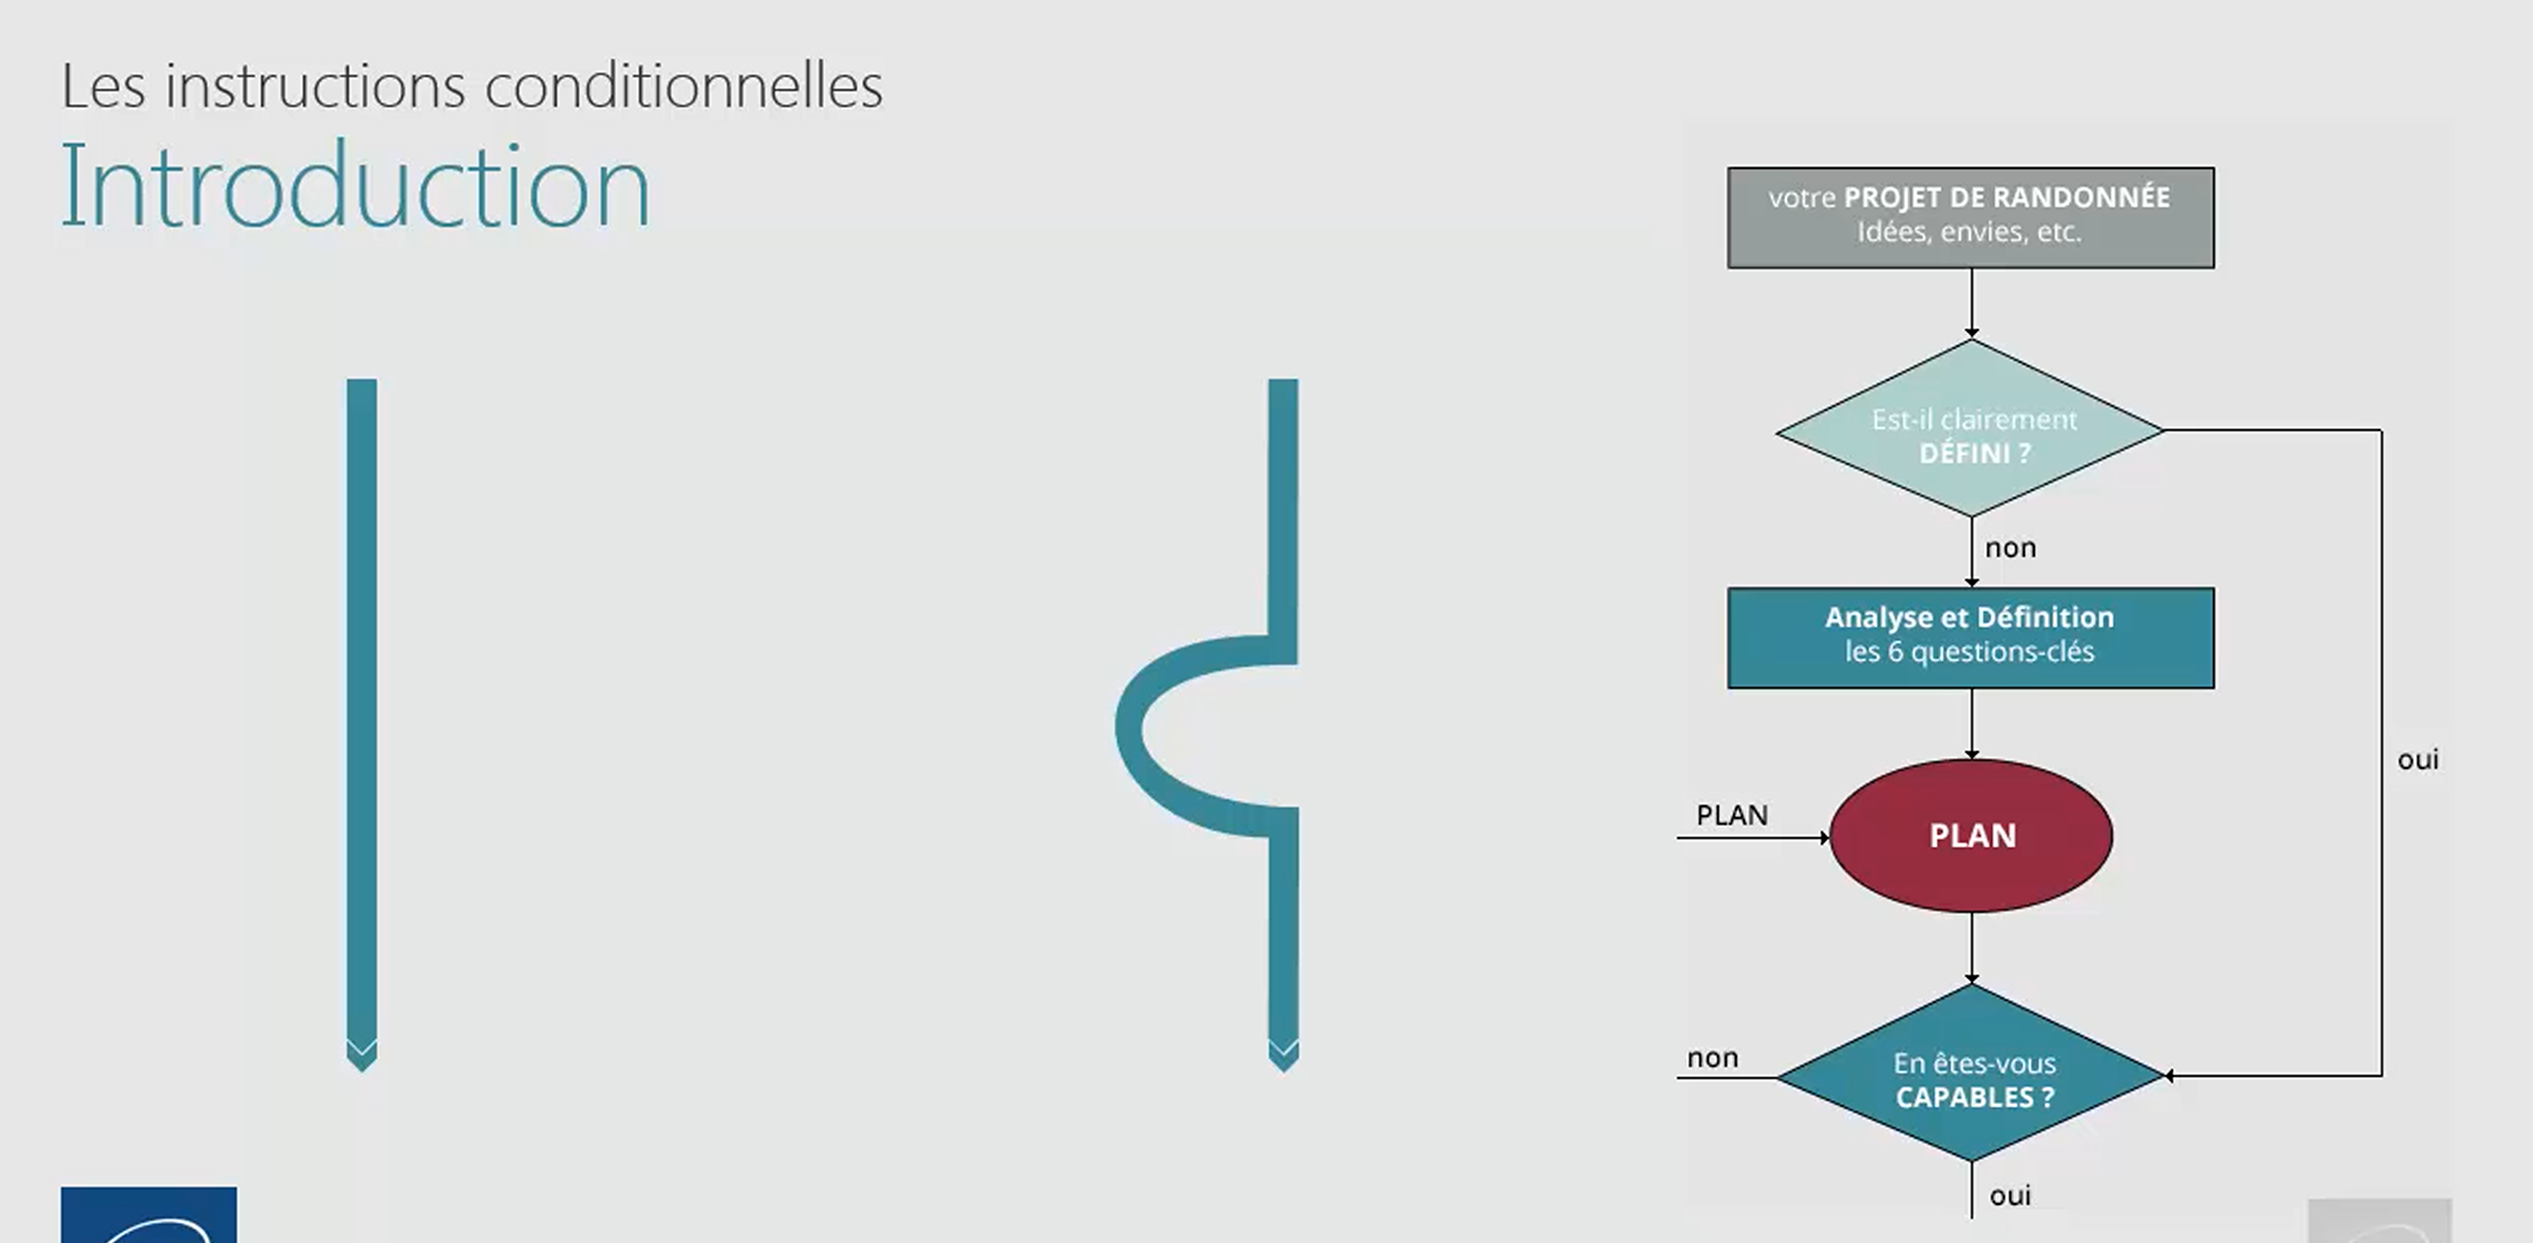 Les instructions conditionnelles
Introduction
votre PROJET DE RANDONNÉE
Idées, envies, etc.
Est-il clairement
DÉFINI ?
non
Analyse et Définition
les 6 questions-clés
oui
PLAN
PLAN
non
En êtes-vous
CAPABLES ?
oui